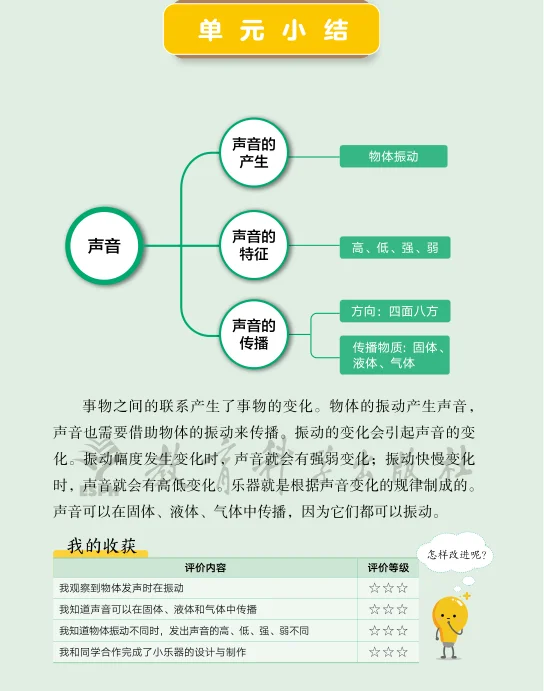 单元小结
声音的
产生
物体振动
声音
声音的
特征
高、低、强、弱
声音的
传播
方向：四面八方
传播物质：固体、
液体、气体
事物之间的联系产生了事物的变化。物体的振动产生声音，
声音也需要借助物体的振动来传播，振动的变化会引起声音的变
化。振动幅度发生变化时，声音就会有强弱变化；振动快慢变化
时，声音就会有高低变化。乐器就是根据声音变化的规律制成的。
声音可以在固体、液体、气体中传播，因为它们都可以振动。
教育科学出版社
ESPH
我的收获
怎样改进呢？
评价内容 评价等级
我观察到物体发声时在振动 ☆☆☆
我知道声音可以在固体、液体和气体中传播 ☆☆☆
我知道物体振动不同时，发出声音的高、低、强、弱不同 ☆☆☆
我和同学合作完成了小乐器的设计与制作 ☆☆☆